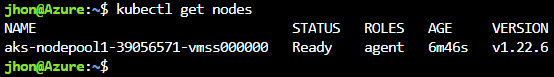 jhon@Azure:~$ kubectl get nodes
NAME                                STATUS   ROLES   AGE     VERSION
aks-nodepool1-39056571-vmss000000   Ready    agent   6m46s   v1.22.6
jhon@Azure:~$